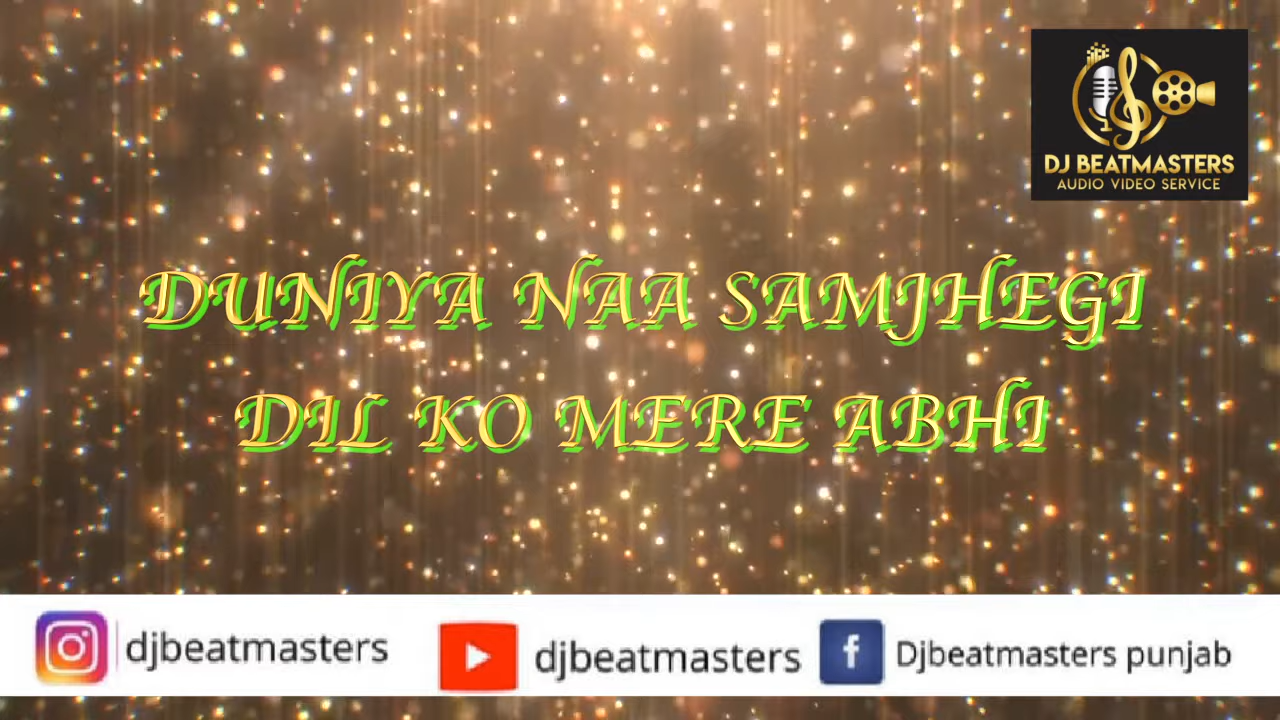 DJ BEATMASTERS
AUDIO VIDEO SERVICE
DUNIYA NAA SAMJHEGI
DIL KO MERE ABHI
djbeatmasters
djbeatmasters
Djbeatmasters punjab